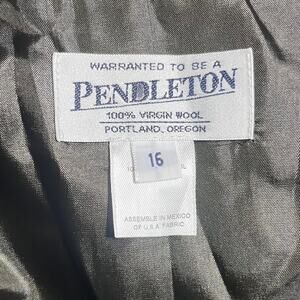 WARRANTED TO BE A
PENDLETON
100% VIRGIN WOOL
PORTLAND, OREGON
16
ASSEMBLE IN MEXICO
OF U.S.A. FABRIC